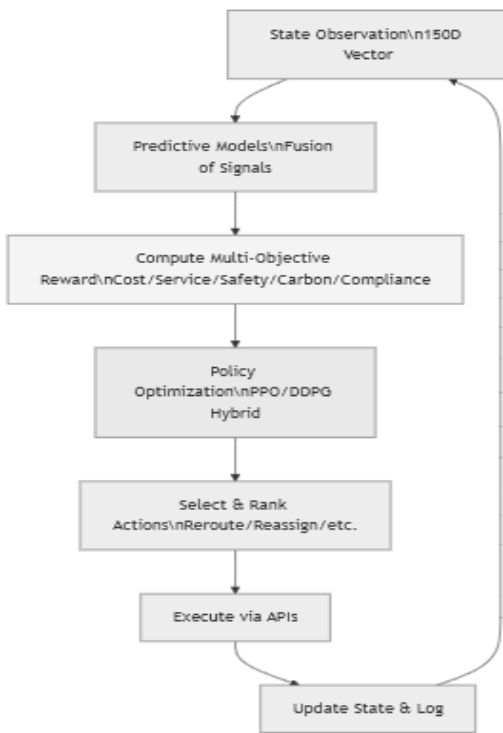 State Observation\n150D
Vector
Predictive Models\nFusion
of Signals
Compute Multi-Objective
Reward\nCost/Service/Safety/Carbon/Compliance
Policy
Optimization\nPPO/DDPG
Hybrid
Select & Rank
Actions\nReroute/Reassign/etc.
Execute via APIs
Update State & Log